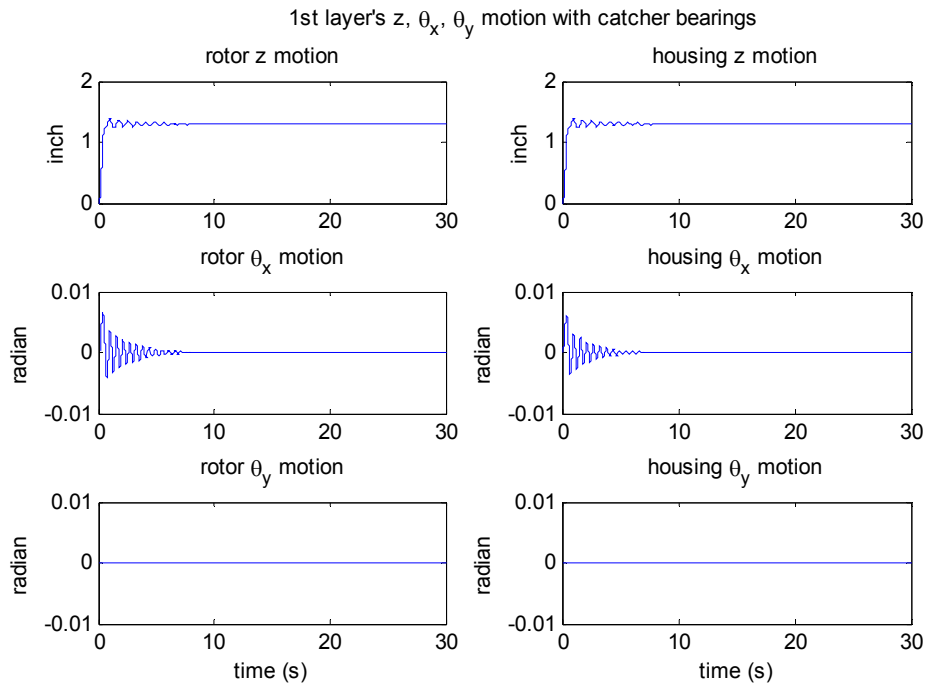 1st layer's z, θx, θy motion with catcher bearings
rotor z motion
2
1
0
inch
0 10 20 30
housing z motion
2
1
0
inch
0 10 20 30
rotor θx motion
0.01
0
-0.01
radian
0 10 20 30
housing θx motion
0.01
0
-0.01
radian
0 10 20 30
rotor θy motion
0.01
0
-0.01
radian
0 10 20 30
time (s)
housing θy motion
0.01
0
-0.01
radian
0 10 20 30
time (s)